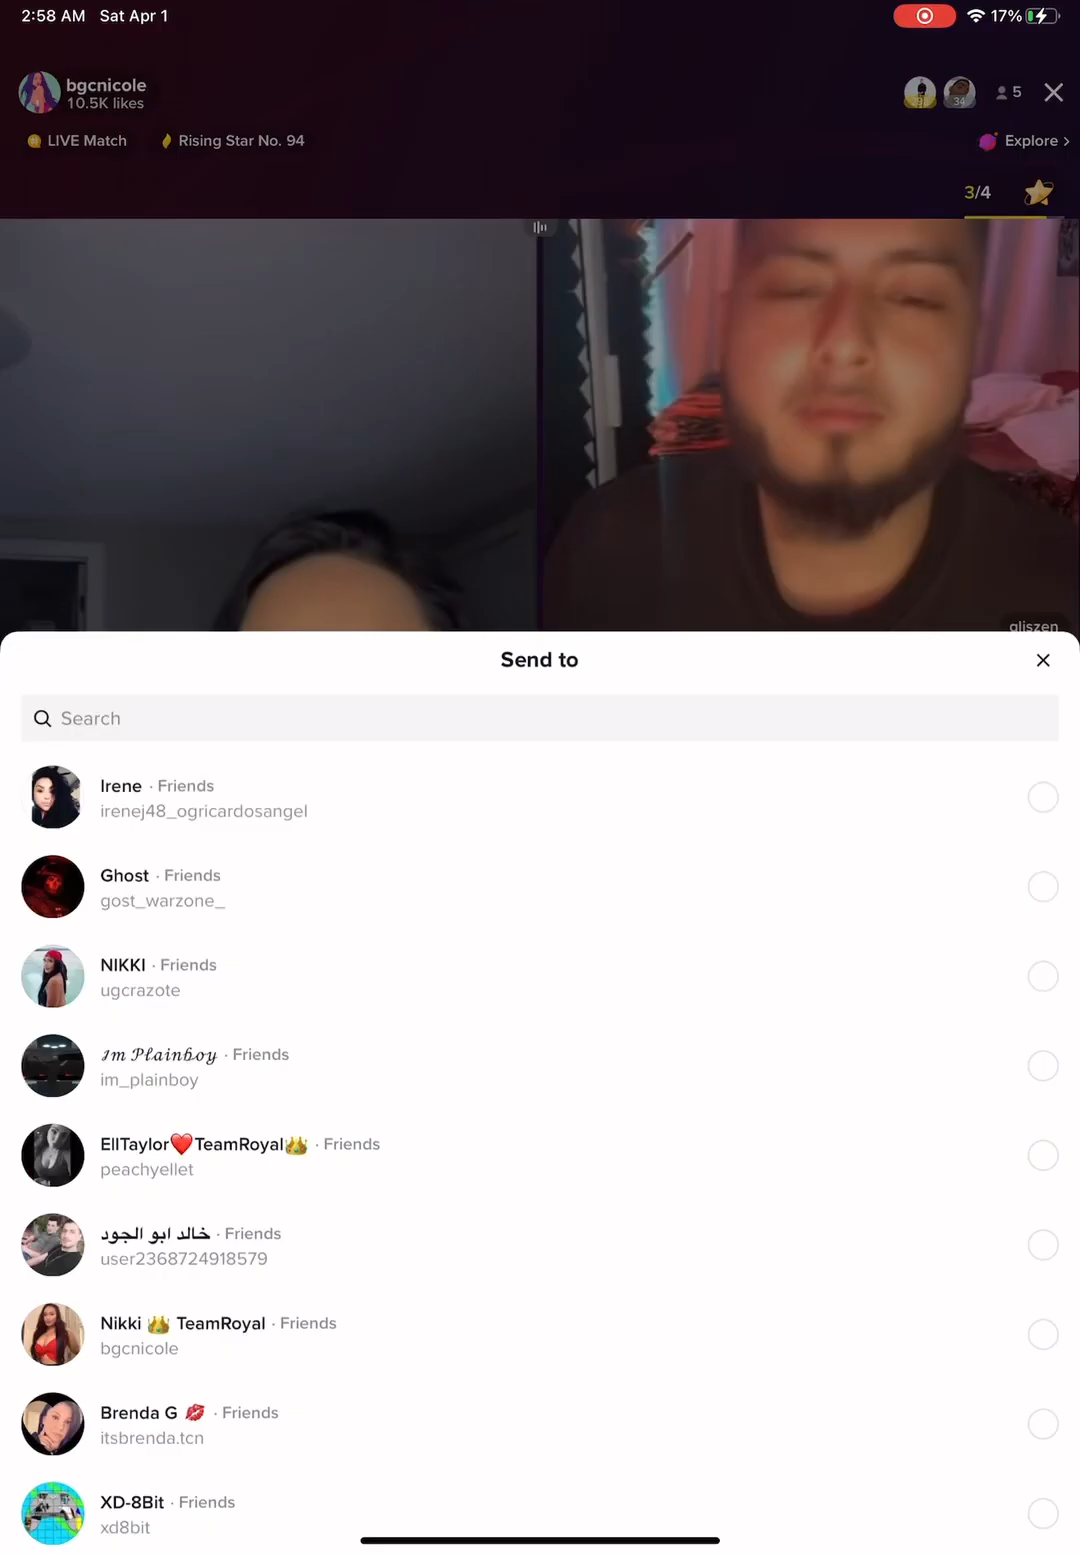 2:58 AM Sat Apr 1 17%
bgcnicole
10.5K likes
5
29 34
LIVE Match Rising Star No. 94 Explore >
3/4
gliszen
Send to
Search
Irene · Friends
irenej48_ogricardosangel
Ghost · Friends
gost_warzone_
NIKKI · Friends
ugcrazote
𝓘𝓶 𝓟𝓵𝓪𝓲𝓷𝓫𝓸𝔂 · Friends
im_plainboy
EllTaylor❤️TeamRoyal👑 · Friends
peachyellet
خالد ابو الجود · Friends
user2368724918579
Nikki 👑 TeamRoyal · Friends
bgcnicole
Brenda G 💋 · Friends
itsbrenda.tcn
XD-8Bit · Friends
xd8bit